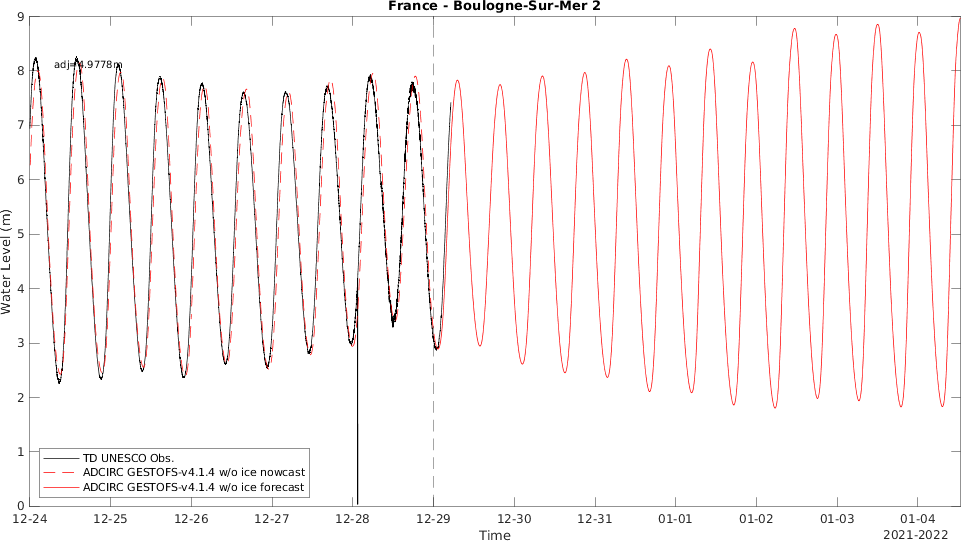 France - Boulogne-Sur-Mer 2
adj=4.9778m
9
8
7
6
5
4
3
2
1
0
Water Level (m)
TD UNESCO Obs.
ADCIRC GESTOFS-v4.1.4 w/o ice nowcast
ADCIRC GESTOFS-v4.1.4 w/o ice forecast
12-24 12-25 12-26 12-27 12-28 12-29 12-30 12-31 01-01 01-02 01-03 01-04
Time
2021-2022